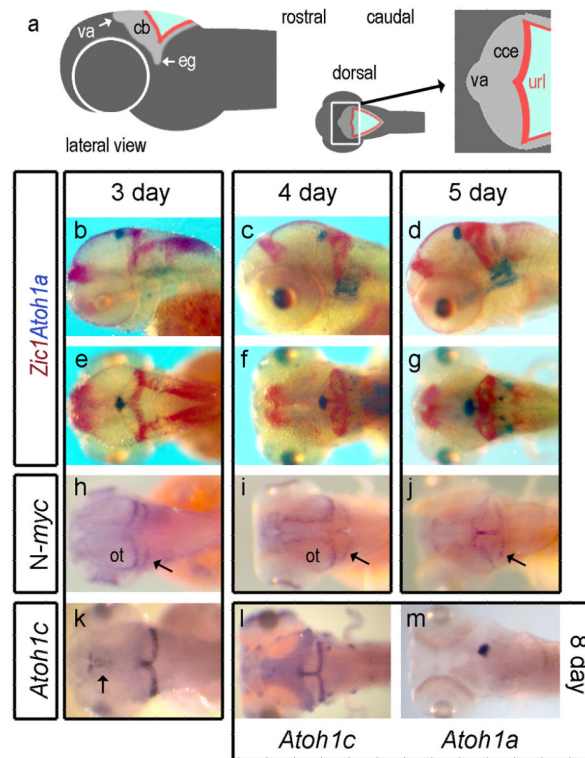 a
va
cb
eg
lateral view
rostral
caudal
dorsal
cce
va
url
3 day
4 day
5 day
Zic1Atoh1a
b
c
d
e
f
g
N-myc
h
i
j
ot
ot
Atoh1c
k
l
m
8 day
Atoh1c
Atoh1a